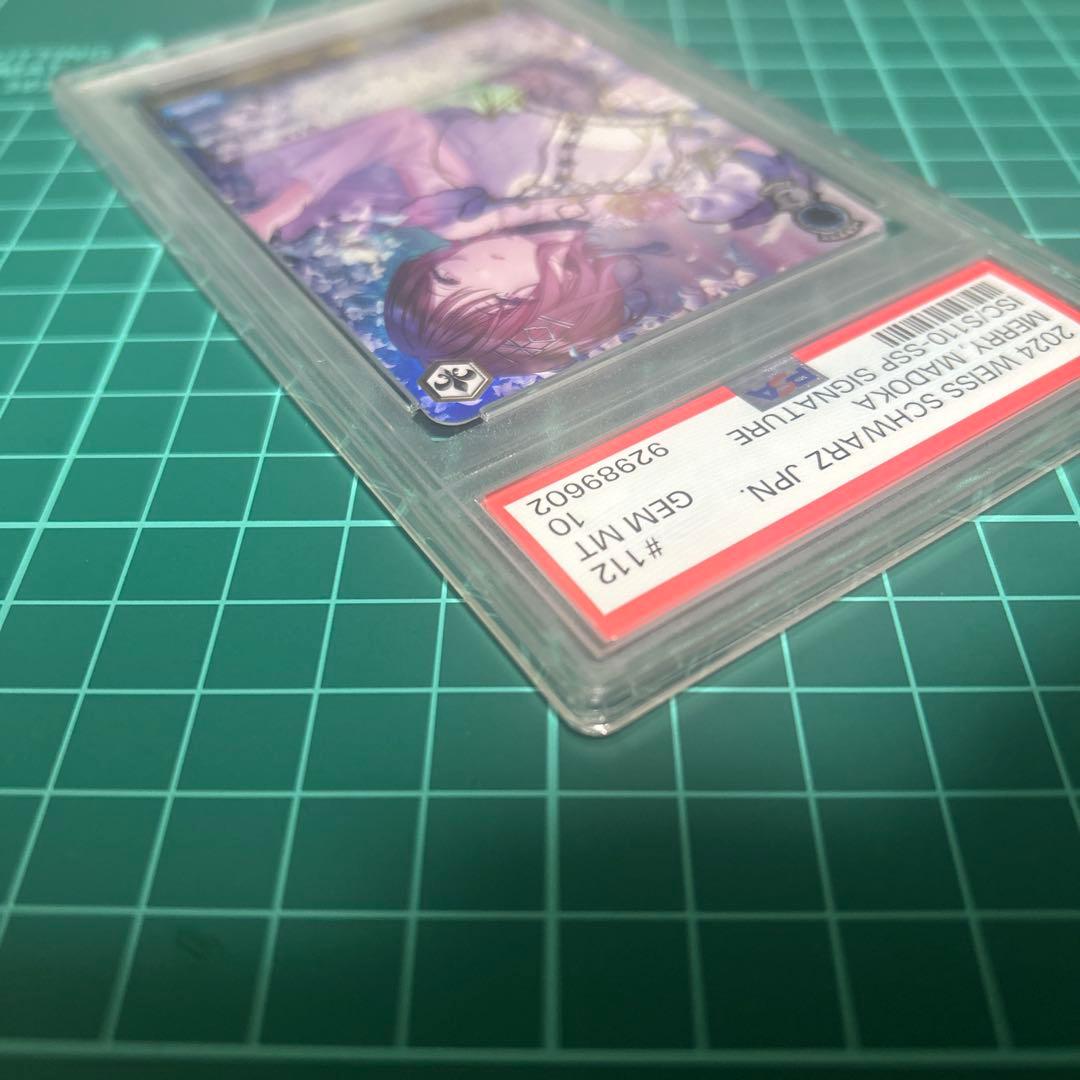 2024 WEISS SCHWARZ JPN.
#112
MERRY, MADOKA
GEM MT
ISC/S110-SSP SIGNATURE
10
PSA
92989602